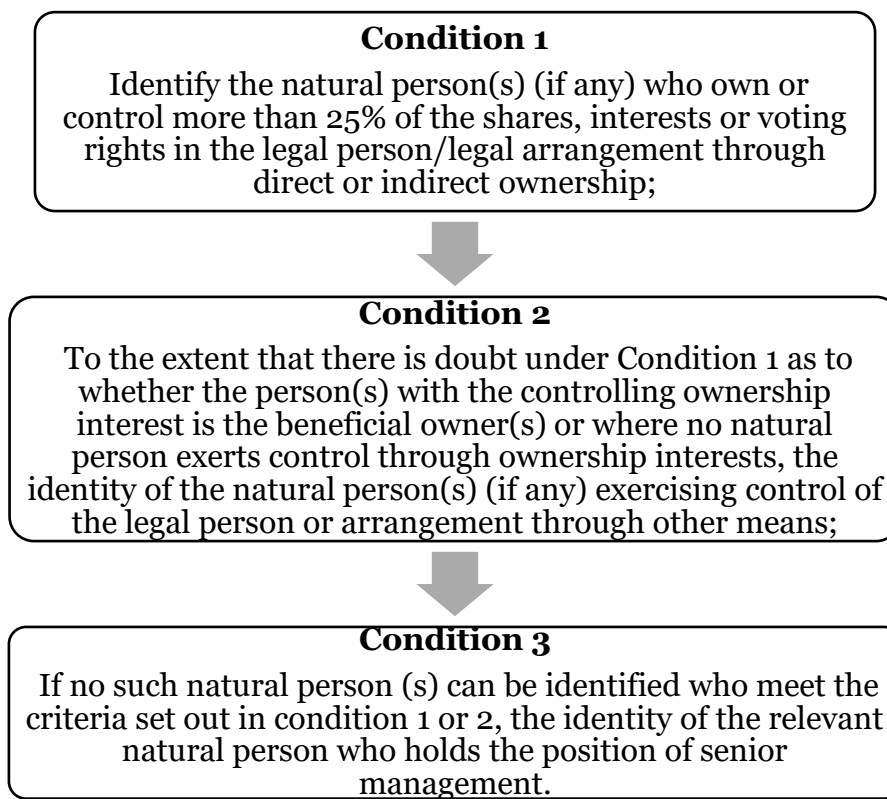 Condition 1
Identify the natural person(s) (if any) who own or
control more than 25% of the shares, interests or voting
rights in the legal person/legal arrangement through
direct or indirect ownership;
Condition 2
To the extent that there is doubt under Condition 1 as to
whether the person(s) with the controlling ownership
interest is the beneficial owner(s) or where no natural
person exerts control through ownership interests, the
identity of the natural person(s) (if any) exercising control of
the legal person or arrangement through other means;
Condition 3
If no such natural person (s) can be identified who meet the
criteria set out in condition 1 or 2, the identity of the relevant
natural person who holds the position of senior
management.